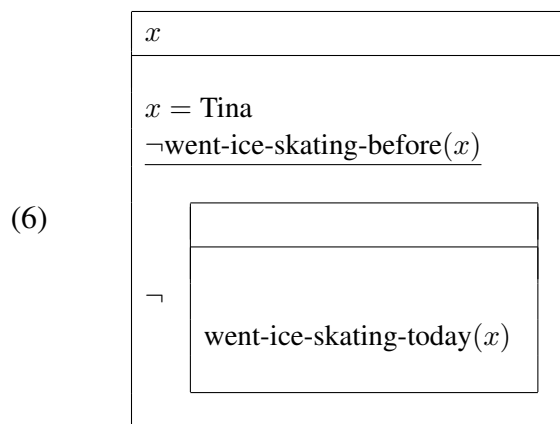 x
x = Tina
¬went-ice-skating-before(x)
(6)
¬
went-ice-skating-today(x)